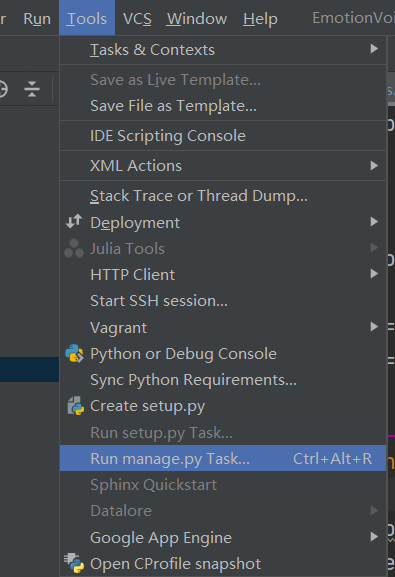 r Run Tools VCS Window Help EmotionVoi
Tasks & Contexts
Save as Live Template...
Save File as Template...
IDE Scripting Console
XML Actions
Stack Trace or Thread Dump...
Deployment
Julia Tools
HTTP Client
Start SSH session...
Vagrant
Python or Debug Console
Sync Python Requirements...
Create setup.py
Run setup.py Task...
Run manage.py Task... Ctrl+Alt+R
Sphinx Quickstart
Datalore
Google App Engine
Open CProfile snapshot